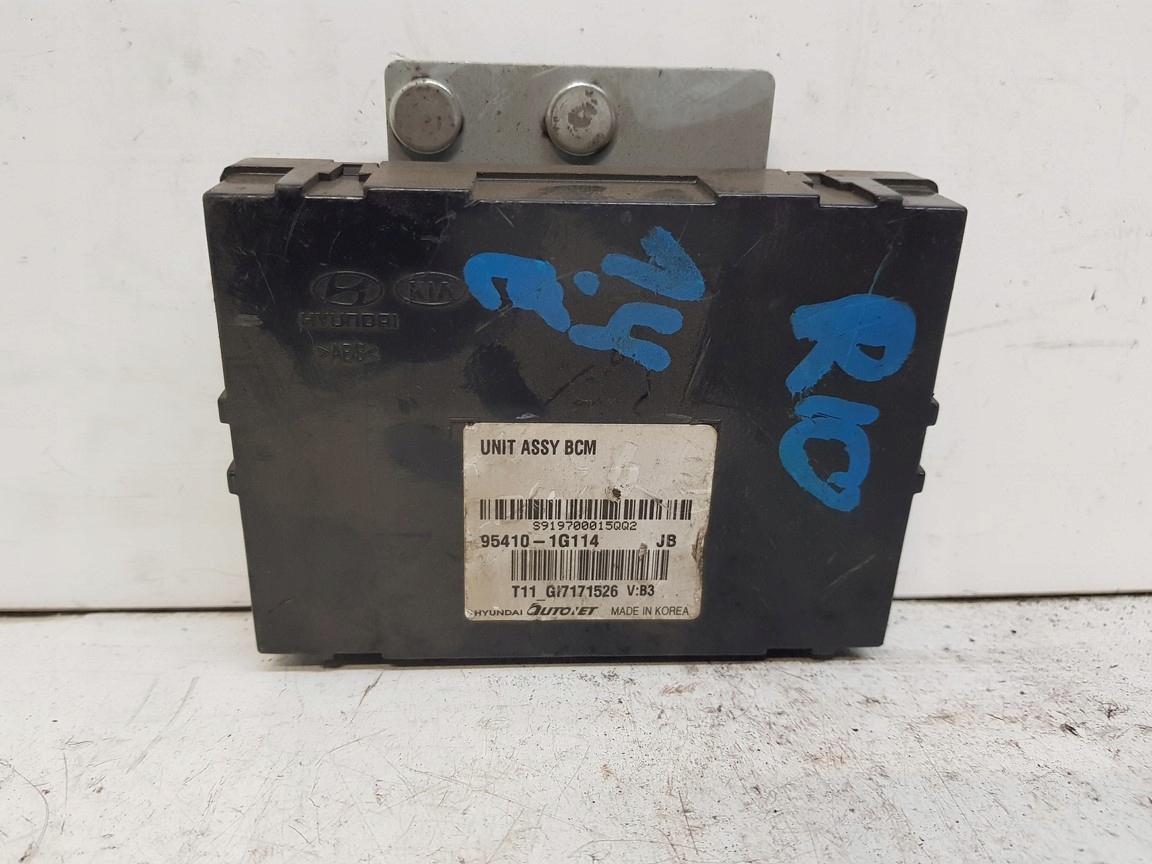 KIA
HYUNDAI
>ABS<
1.4
RIO
UNIT ASSY BCM
S919700015QQ2
95410-1G114 JB
T11_GI7171526 V:B3
HYUNDAI AUTONET MADE IN KOREA